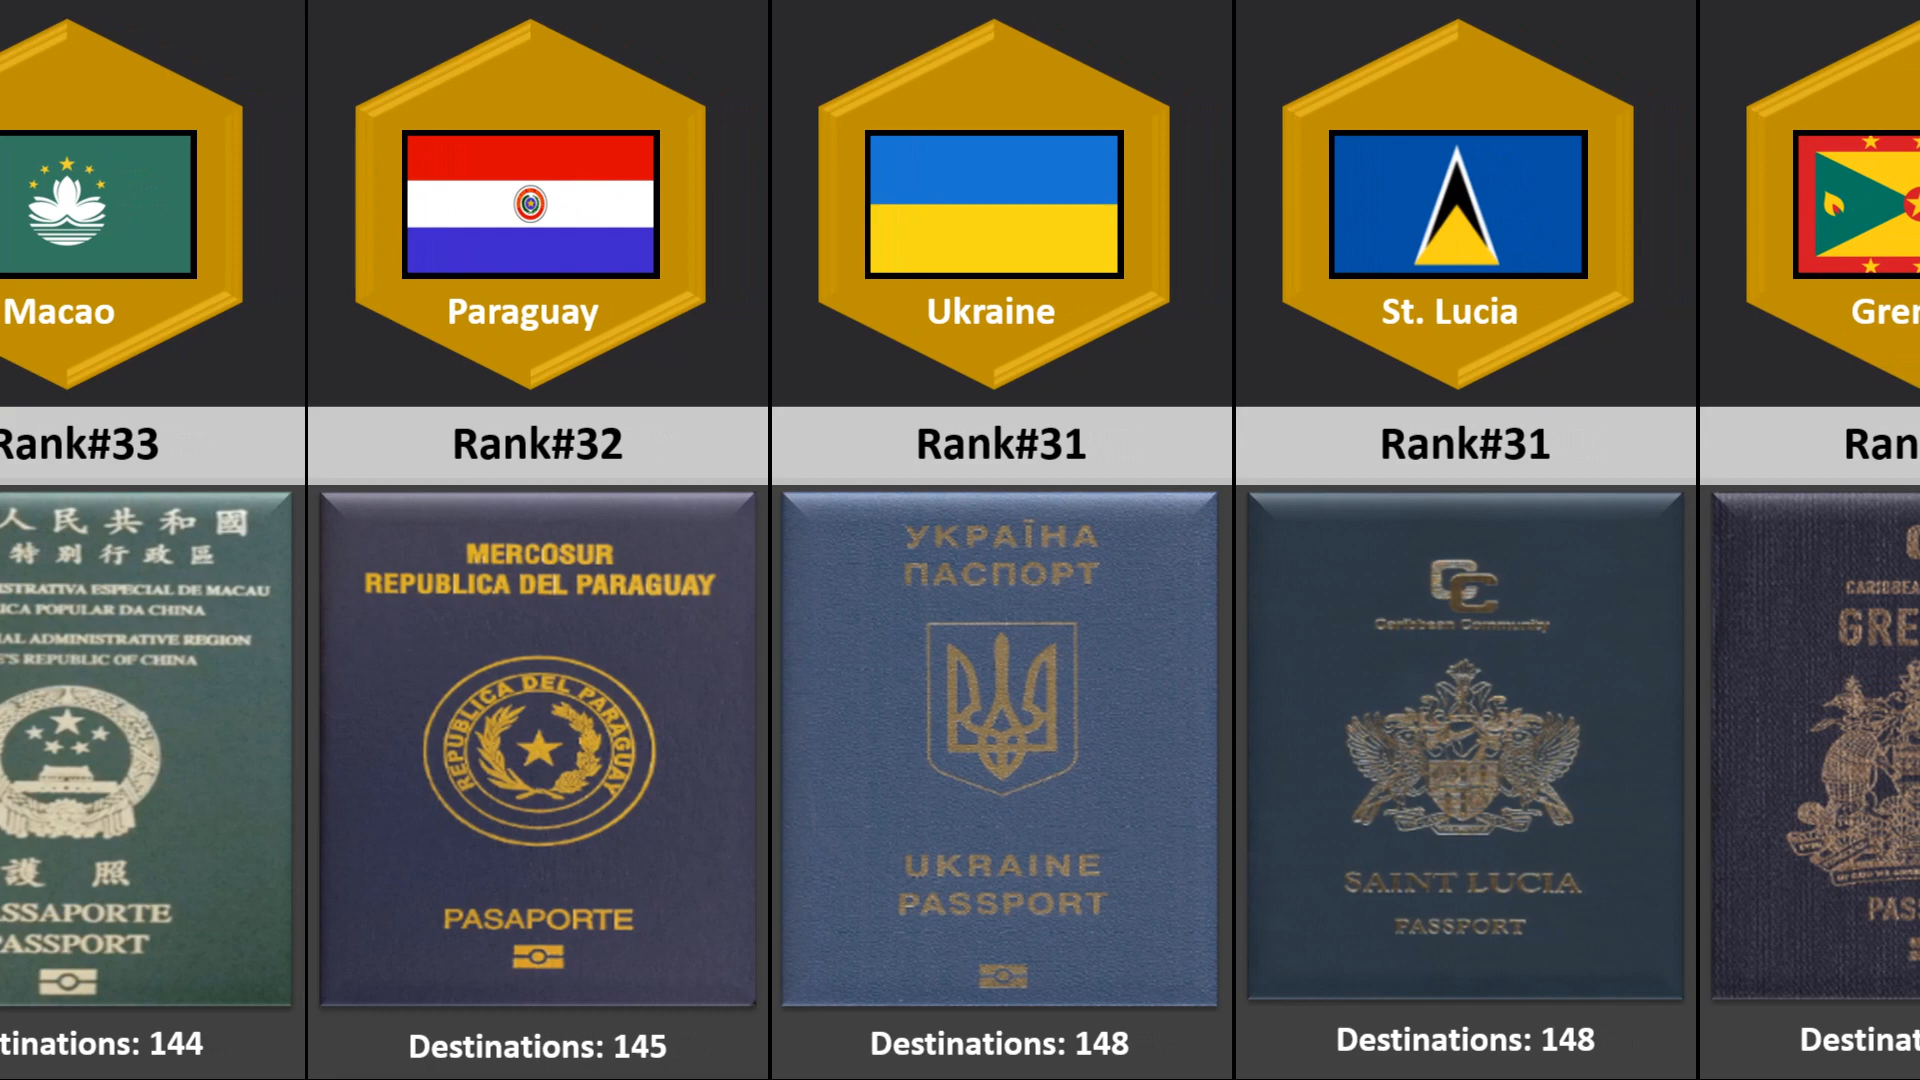 Macao
Rank#33
人民共和國
特別行政區
STRATIVA ESPECIAL DE MACAU
ICA POPULAR DA CHINA
AL ADMINISTRATIVE REGION
E'S REPUBLIC OF CHINA
護 照
SSAPORTE
PASSPORT
tinations: 144
Paraguay
Rank#32
MERCOSUR
REPUBLICA DEL PARAGUAY
REPUBLICA DEL PARAGUAY
PASAPORTE
Destinations: 145
Ukraine
Rank#31
УКРАЇНА
ПАСПОРТ
UKRAINE
PASSPORT
Destinations: 148
St. Lucia
Rank#31
CC
Caribbean Community
SAINT LUCIA
PASSPORT
Destinations: 148
Gre
Ran
CARIBBEA
GRE
PAS
Destinat